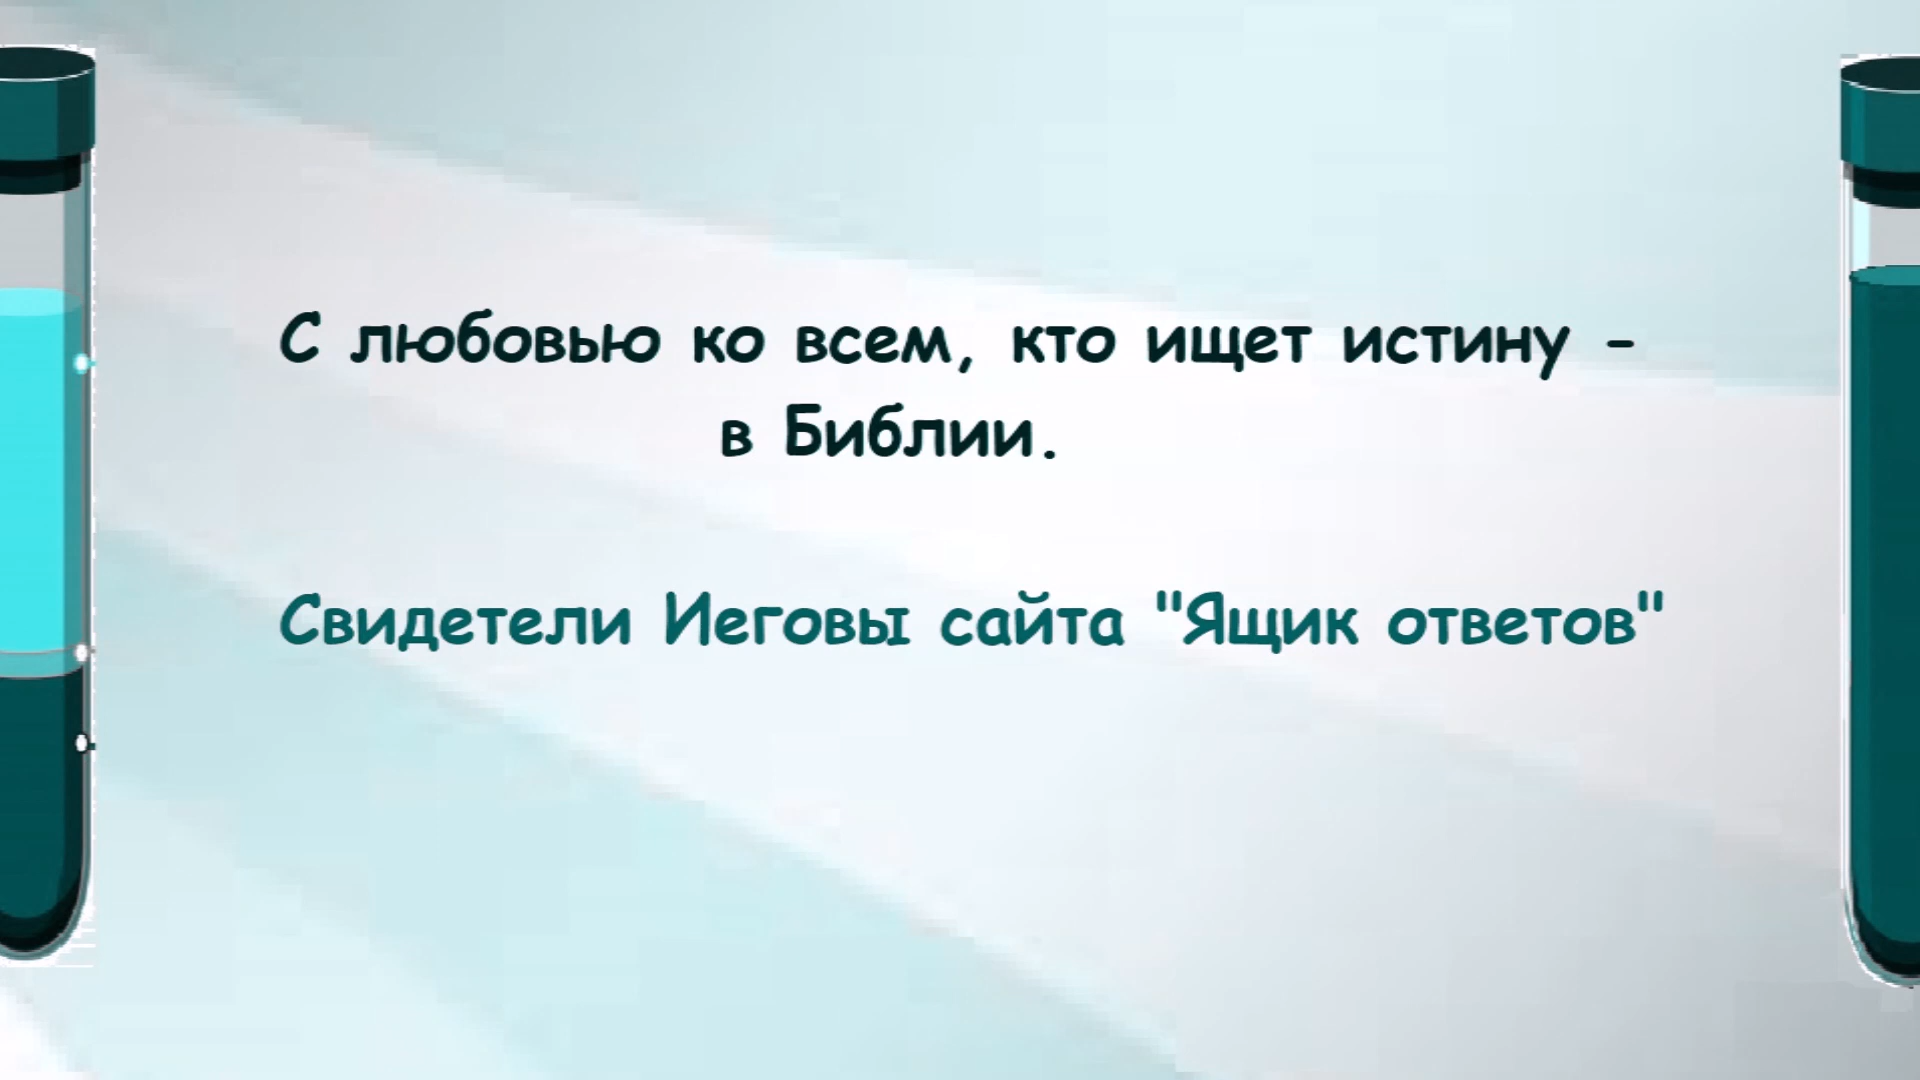 С любовью ко всем, кто ищет истину -
в Библии.
Свидетели Иеговы сайта "Ящик ответов"